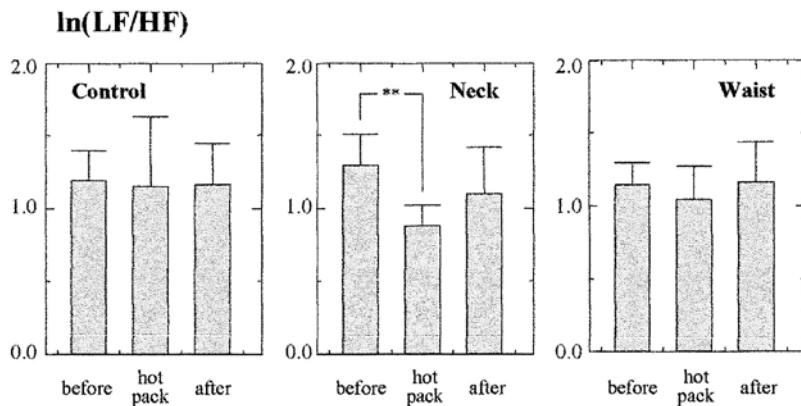 ln(LF/HF)
2.0
Control
1.0
0.0
before
hot
pack
after
2.0
**
Neck
1.0
0.0
before
hot
pack
after
2.0
Waist
1.0
0.0
before
hot
pack
after